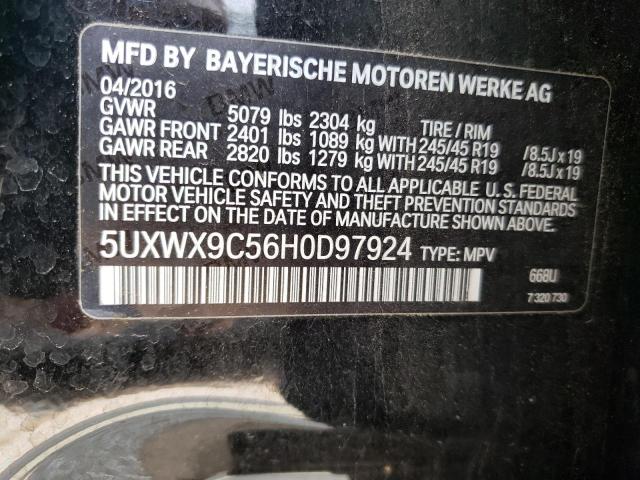 MFD BY BAYERISCHE MOTOREN WERKE AG
04/2016
GVWR 5079 lbs 2304 kg TIRE / RIM
GAWR FRONT 2401 lbs 1089 kg WITH 245/45 R19 /8.5J x 19
GAWR REAR 2820 lbs 1279 kg WITH 245/45 R19 /8.5J x 19
THIS VEHICLE CONFORMS TO ALL APPLICABLE U.S. FEDERAL
MOTOR VEHICLE SAFETY AND THEFT PREVENTION STANDARDS
IN EFFECT ON THE DATE OF MANUFACTURE SHOWN ABOVE.
5UXWX9C56H0D97924 TYPE: MPV
668U
7 320 730